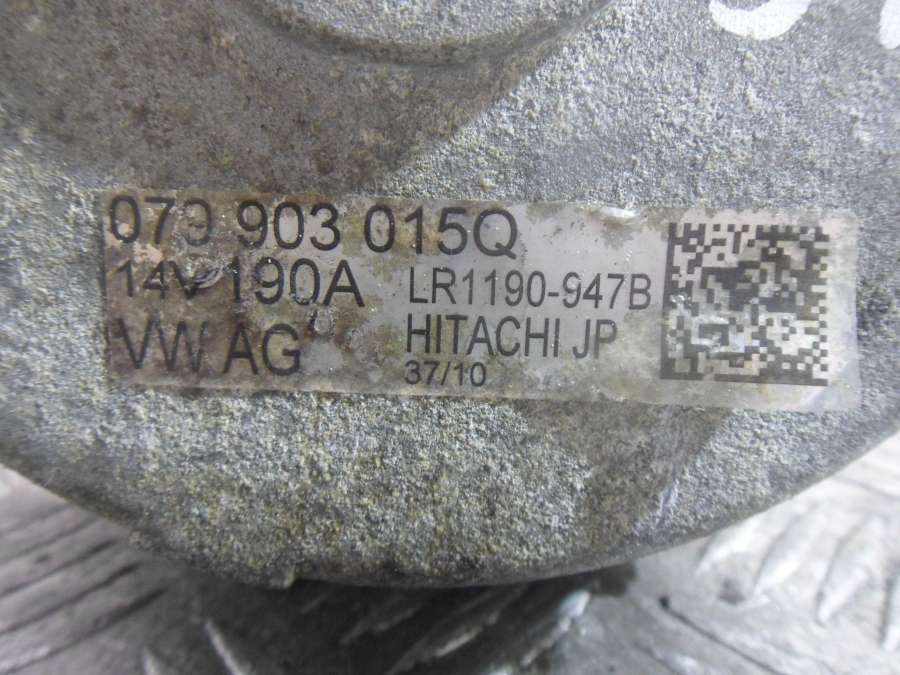 079 903 015Q
14V 190A LR1190-947B
VW AG HITACHI JP
37/10